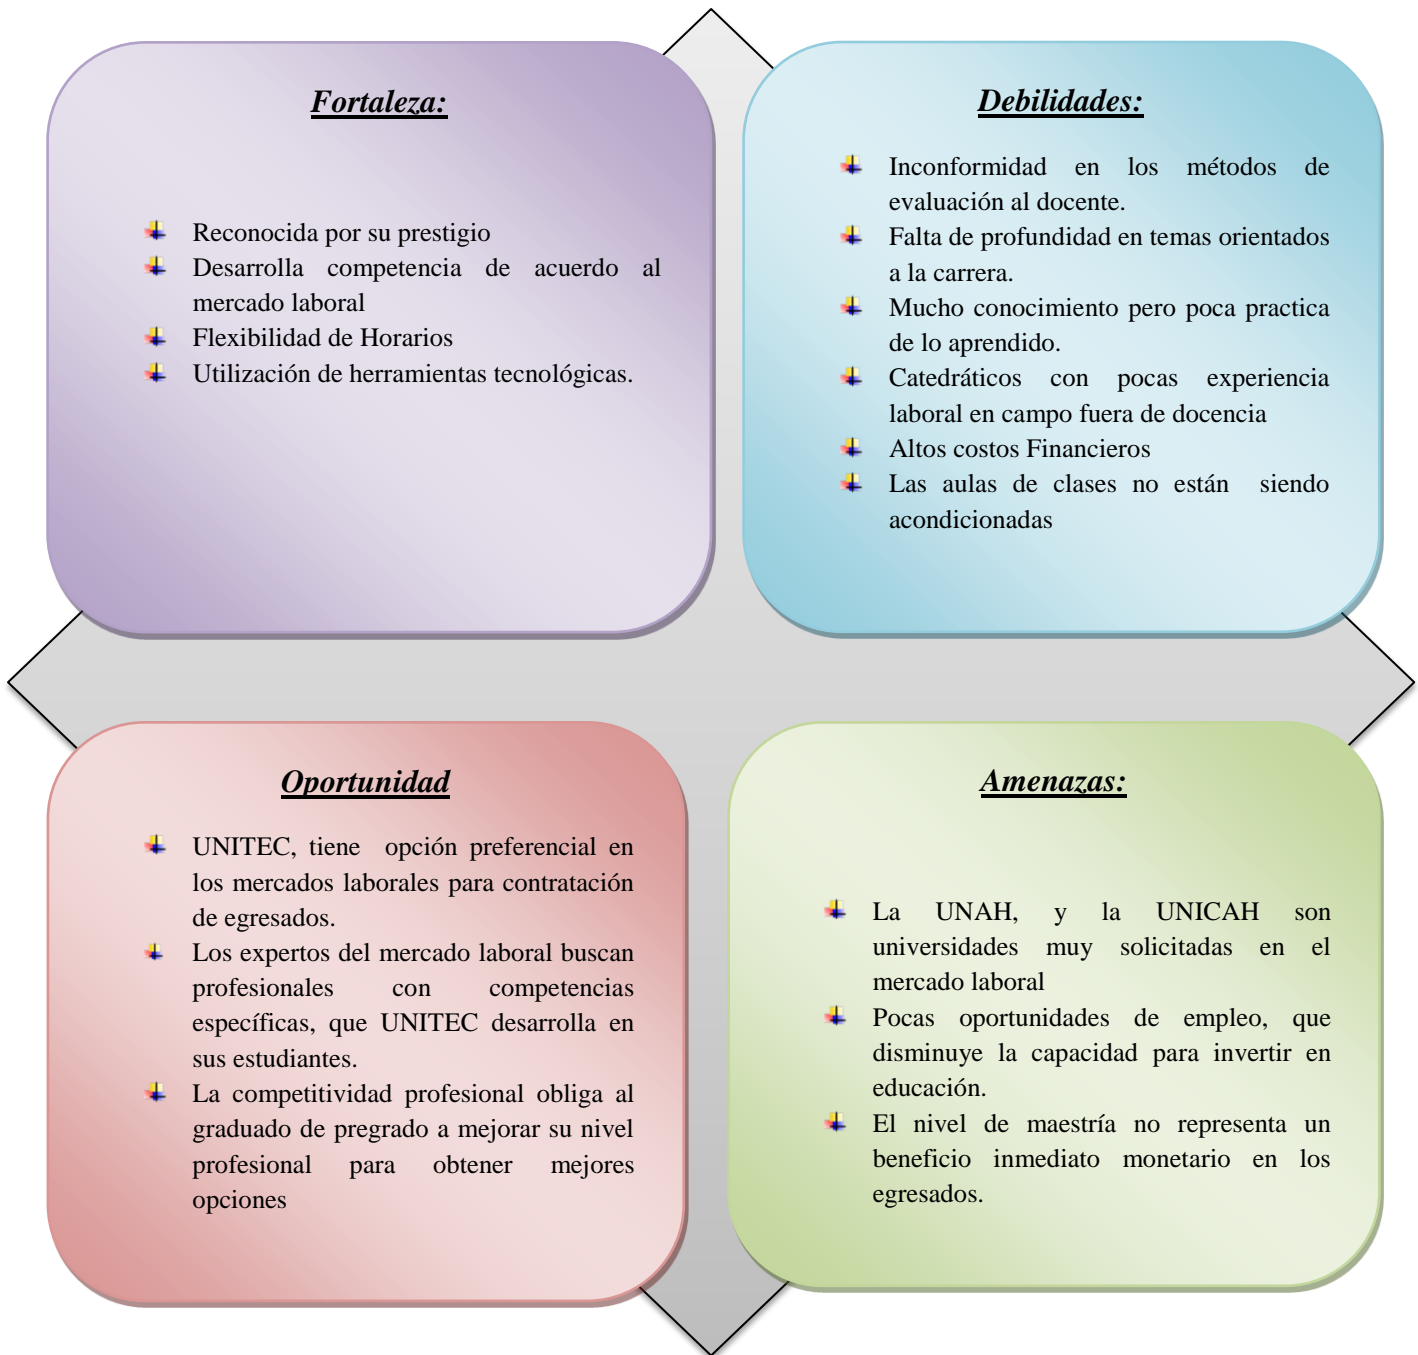 Fortaleza:
Reconocida por su prestigio
Desarrolla competencia de acuerdo al
mercado laboral
Flexibilidad de Horarios
Utilización de herramientas tecnológicas.
Debilidades:
Inconformidad en los métodos de
evaluación al docente.
Falta de profundidad en temas orientados
a la carrera.
Mucho conocimiento pero poca practica
de lo aprendido.
Catedráticos con pocas experiencia
laboral en campo fuera de docencia
Altos costos Financieros
Las aulas de clases no están siendo
acondicionadas
Oportunidad
UNITEC, tiene opción preferencial en
los mercados laborales para contratación
de egresados.
Los expertos del mercado laboral buscan
profesionales con competencias
específicas, que UNITEC desarrolla en
sus estudiantes.
La competitividad profesional obliga al
graduado de pregrado a mejorar su nivel
profesional para obtener mejores
opciones
Amenazas:
La UNAH, y la UNICAH son
universidades muy solicitadas en el
mercado laboral
Pocas oportunidades de empleo, que
disminuye la capacidad para invertir en
educación.
El nivel de maestría no representa un
beneficio inmediato monetario en los
egresados.